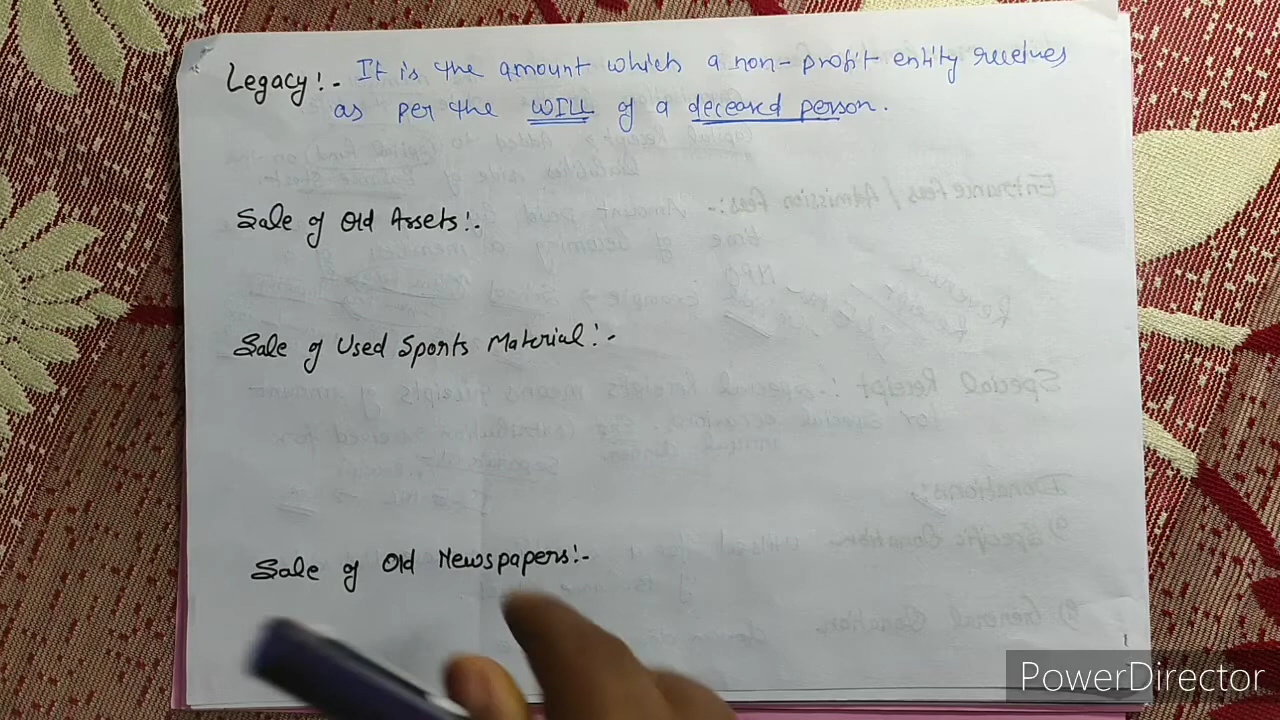 Legacy:- It is the amount which a non-profit entity receives
as per the WILL of a deceased person.
Sale of Old Assets:-
Sale of Used Sports Material:-
Sale of Old Newspapers:-
PowerDirector